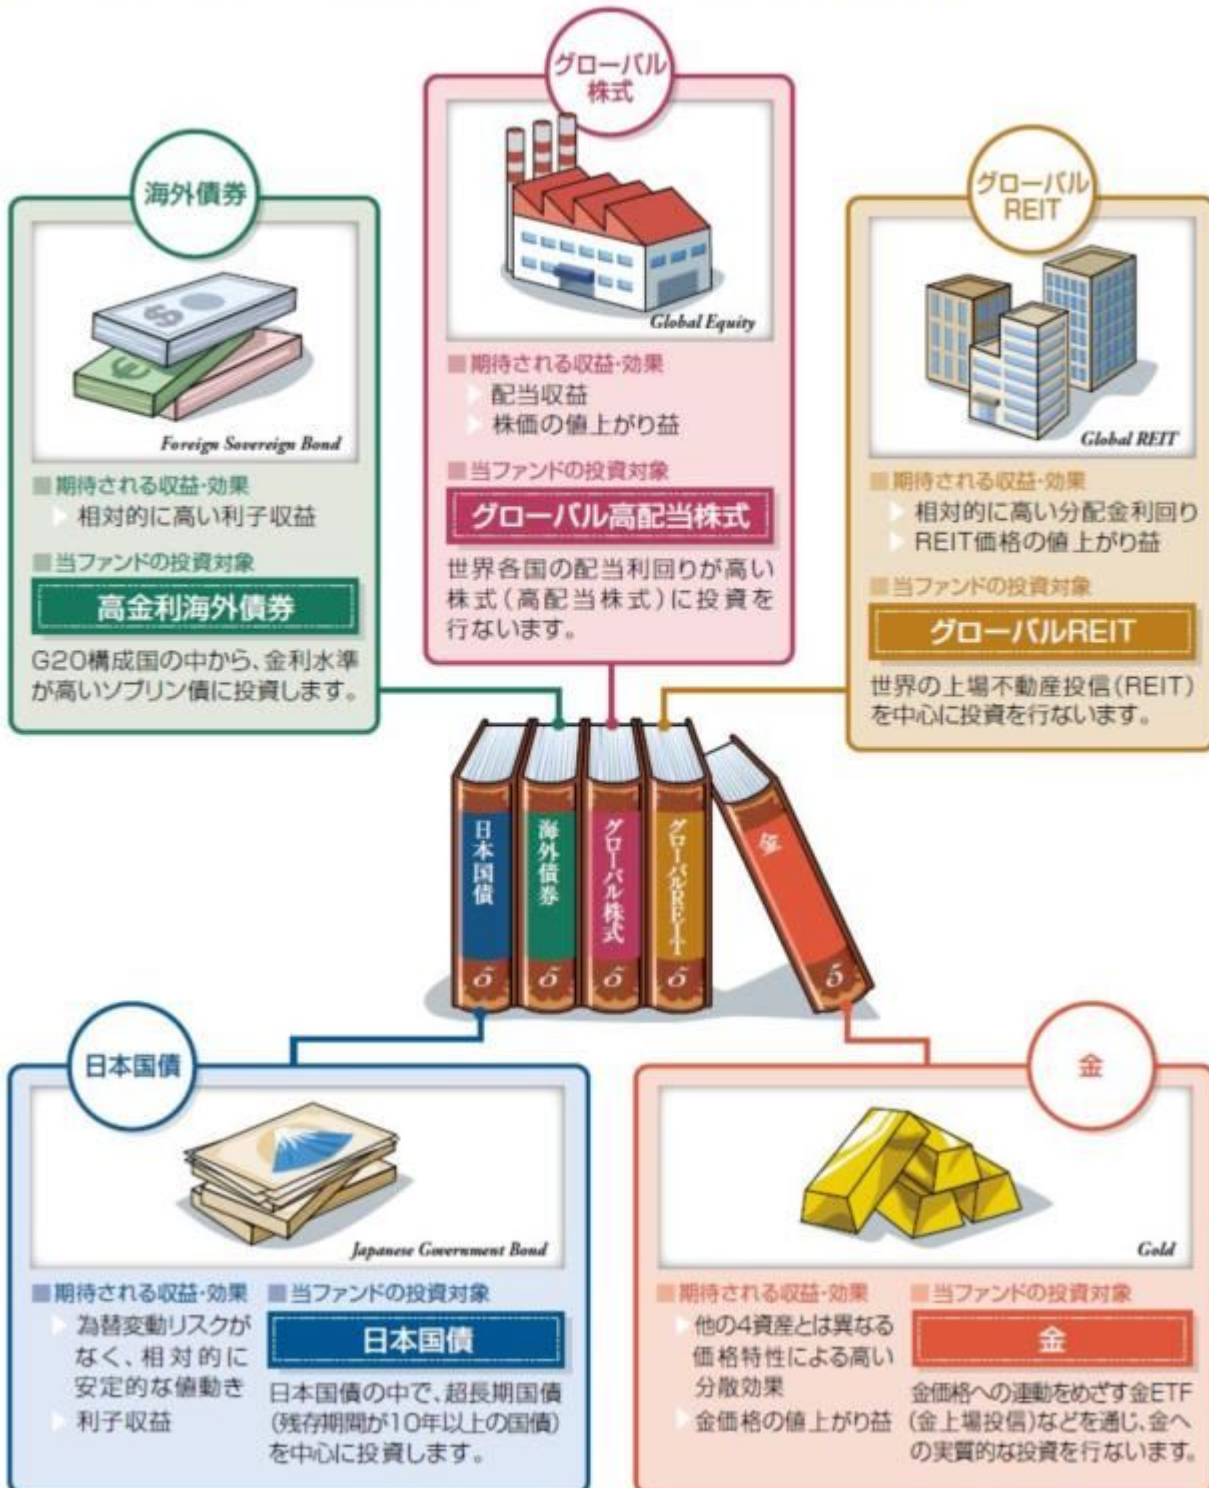 グローバル
株式
海外債券
グローバル
REIT
Foreign Sovereign Bond
■期待される収益・効果
相対的に高い利子収益
■当ファンドの投資対象
高金利海外債券
G20構成国の中から、金利水準
が高いソブリン債に投資します。
Global Equity
■期待される収益・効果
配当収益
株価の値上がり益
■当ファンドの投資対象
グローバル高配当株式
世界各国の配当利回りが高い
株式(高配当株式)に投資を
行ないます。
Global REIT
■期待される収益・効果
相対的に高い分配金利回り
REIT価格の値上がり益
■当ファンドの投資対象
グローバルREIT
世界の上場不動産投信(REIT)
を中心に投資を行ないます。
日本国債
5
海外債券
5
グローバル株式
5
グローバルREIT
5
金
5
日本国債
Japanese Government Bond
■期待される収益・効果
為替変動リスクが
なく、相対的に
安定的な値動き
利子収益
■当ファンドの投資対象
日本国債
日本国債の中で、超長期国債
(残存期間が10年以上の国債)
を中心に投資します。
金
Gold
■期待される収益・効果
他の4資産とは異なる
価格特性による高い
分散効果
金価格の値上がり益
■当ファンドの投資対象
金
金価格への連動をめざす金ETF
(金上場投信)などを通じ、金へ
の実質的な投資を行ないます。